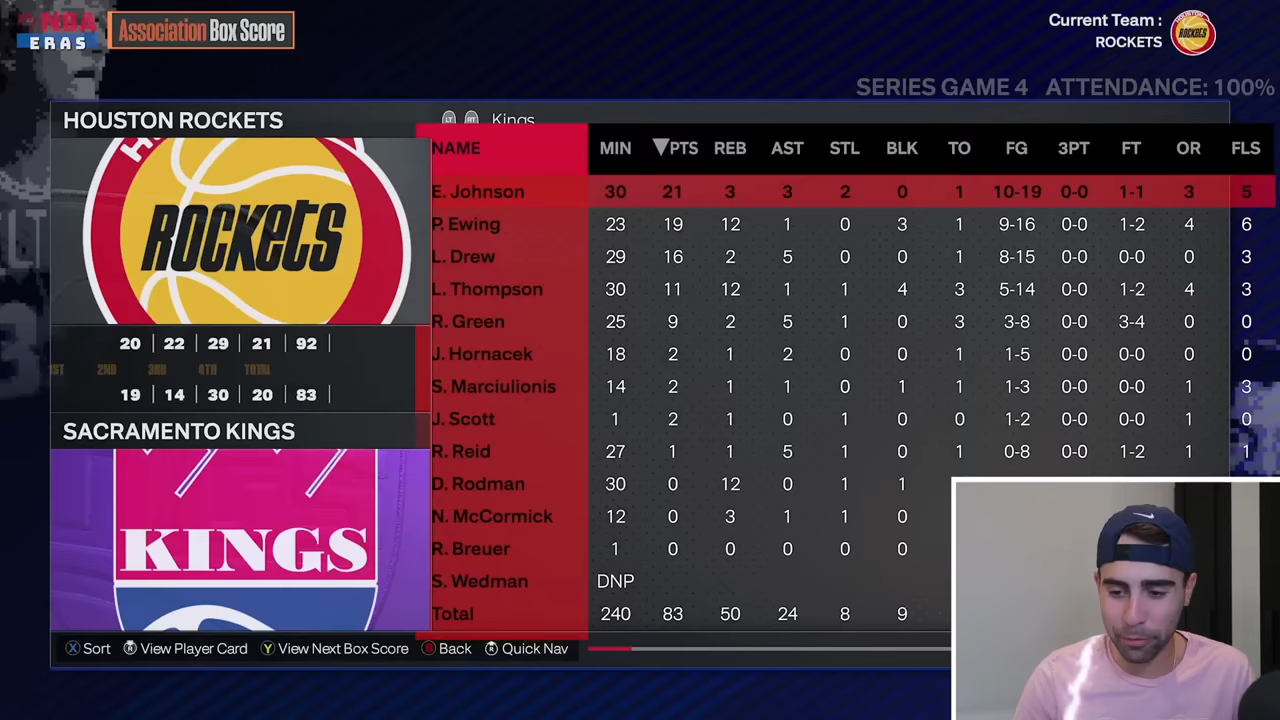 NBA
ERAS
Association Box Score
Current Team :
ROCKETS
ROCKETS
SERIES GAME 4 ATTENDANCE: 100%
HOUSTON ROCKETS
ROCKETS
20 22 29 21 92
1ST 2ND 3RD 4TH TOTAL
19 14 30 20 83
SACRAMENTO KINGS
KINGS
LT RT Kings
NAME MIN PTS REB AST STL BLK TO FG 3PT FT OR FLS
E. Johnson 30 21 3 3 2 0 1 10-19 0-0 1-1 3 5
P. Ewing 23 19 12 1 0 3 1 9-16 0-0 1-2 4 6
L. Drew 29 16 2 5 0 0 1 8-15 0-0 0-0 0 3
L. Thompson 30 11 12 1 1 4 3 5-14 0-0 1-2 4 3
R. Green 25 9 2 5 1 0 3 3-8 0-0 3-4 0 0
J. Hornacek 18 2 1 2 0 0 1 1-5 0-0 0-0 0 0
S. Marciulionis 14 2 1 1 0 1 1 1-3 0-0 0-0 1 3
J. Scott 1 2 1 0 1 0 0 1-2 0-0 0-0 1 0
R. Reid 27 1 1 5 1 0 1 0-8 0-0 1-2 1 1
D. Rodman 30 0 12 0 1 1
N. McCormick 12 0 3 1 1 0
R. Breuer 1 0 0 0 0 0
S. Wedman DNP
Total 240 83 50 24 8 9
X Sort R View Player Card Y View Next Box Score B Back R Quick Nav